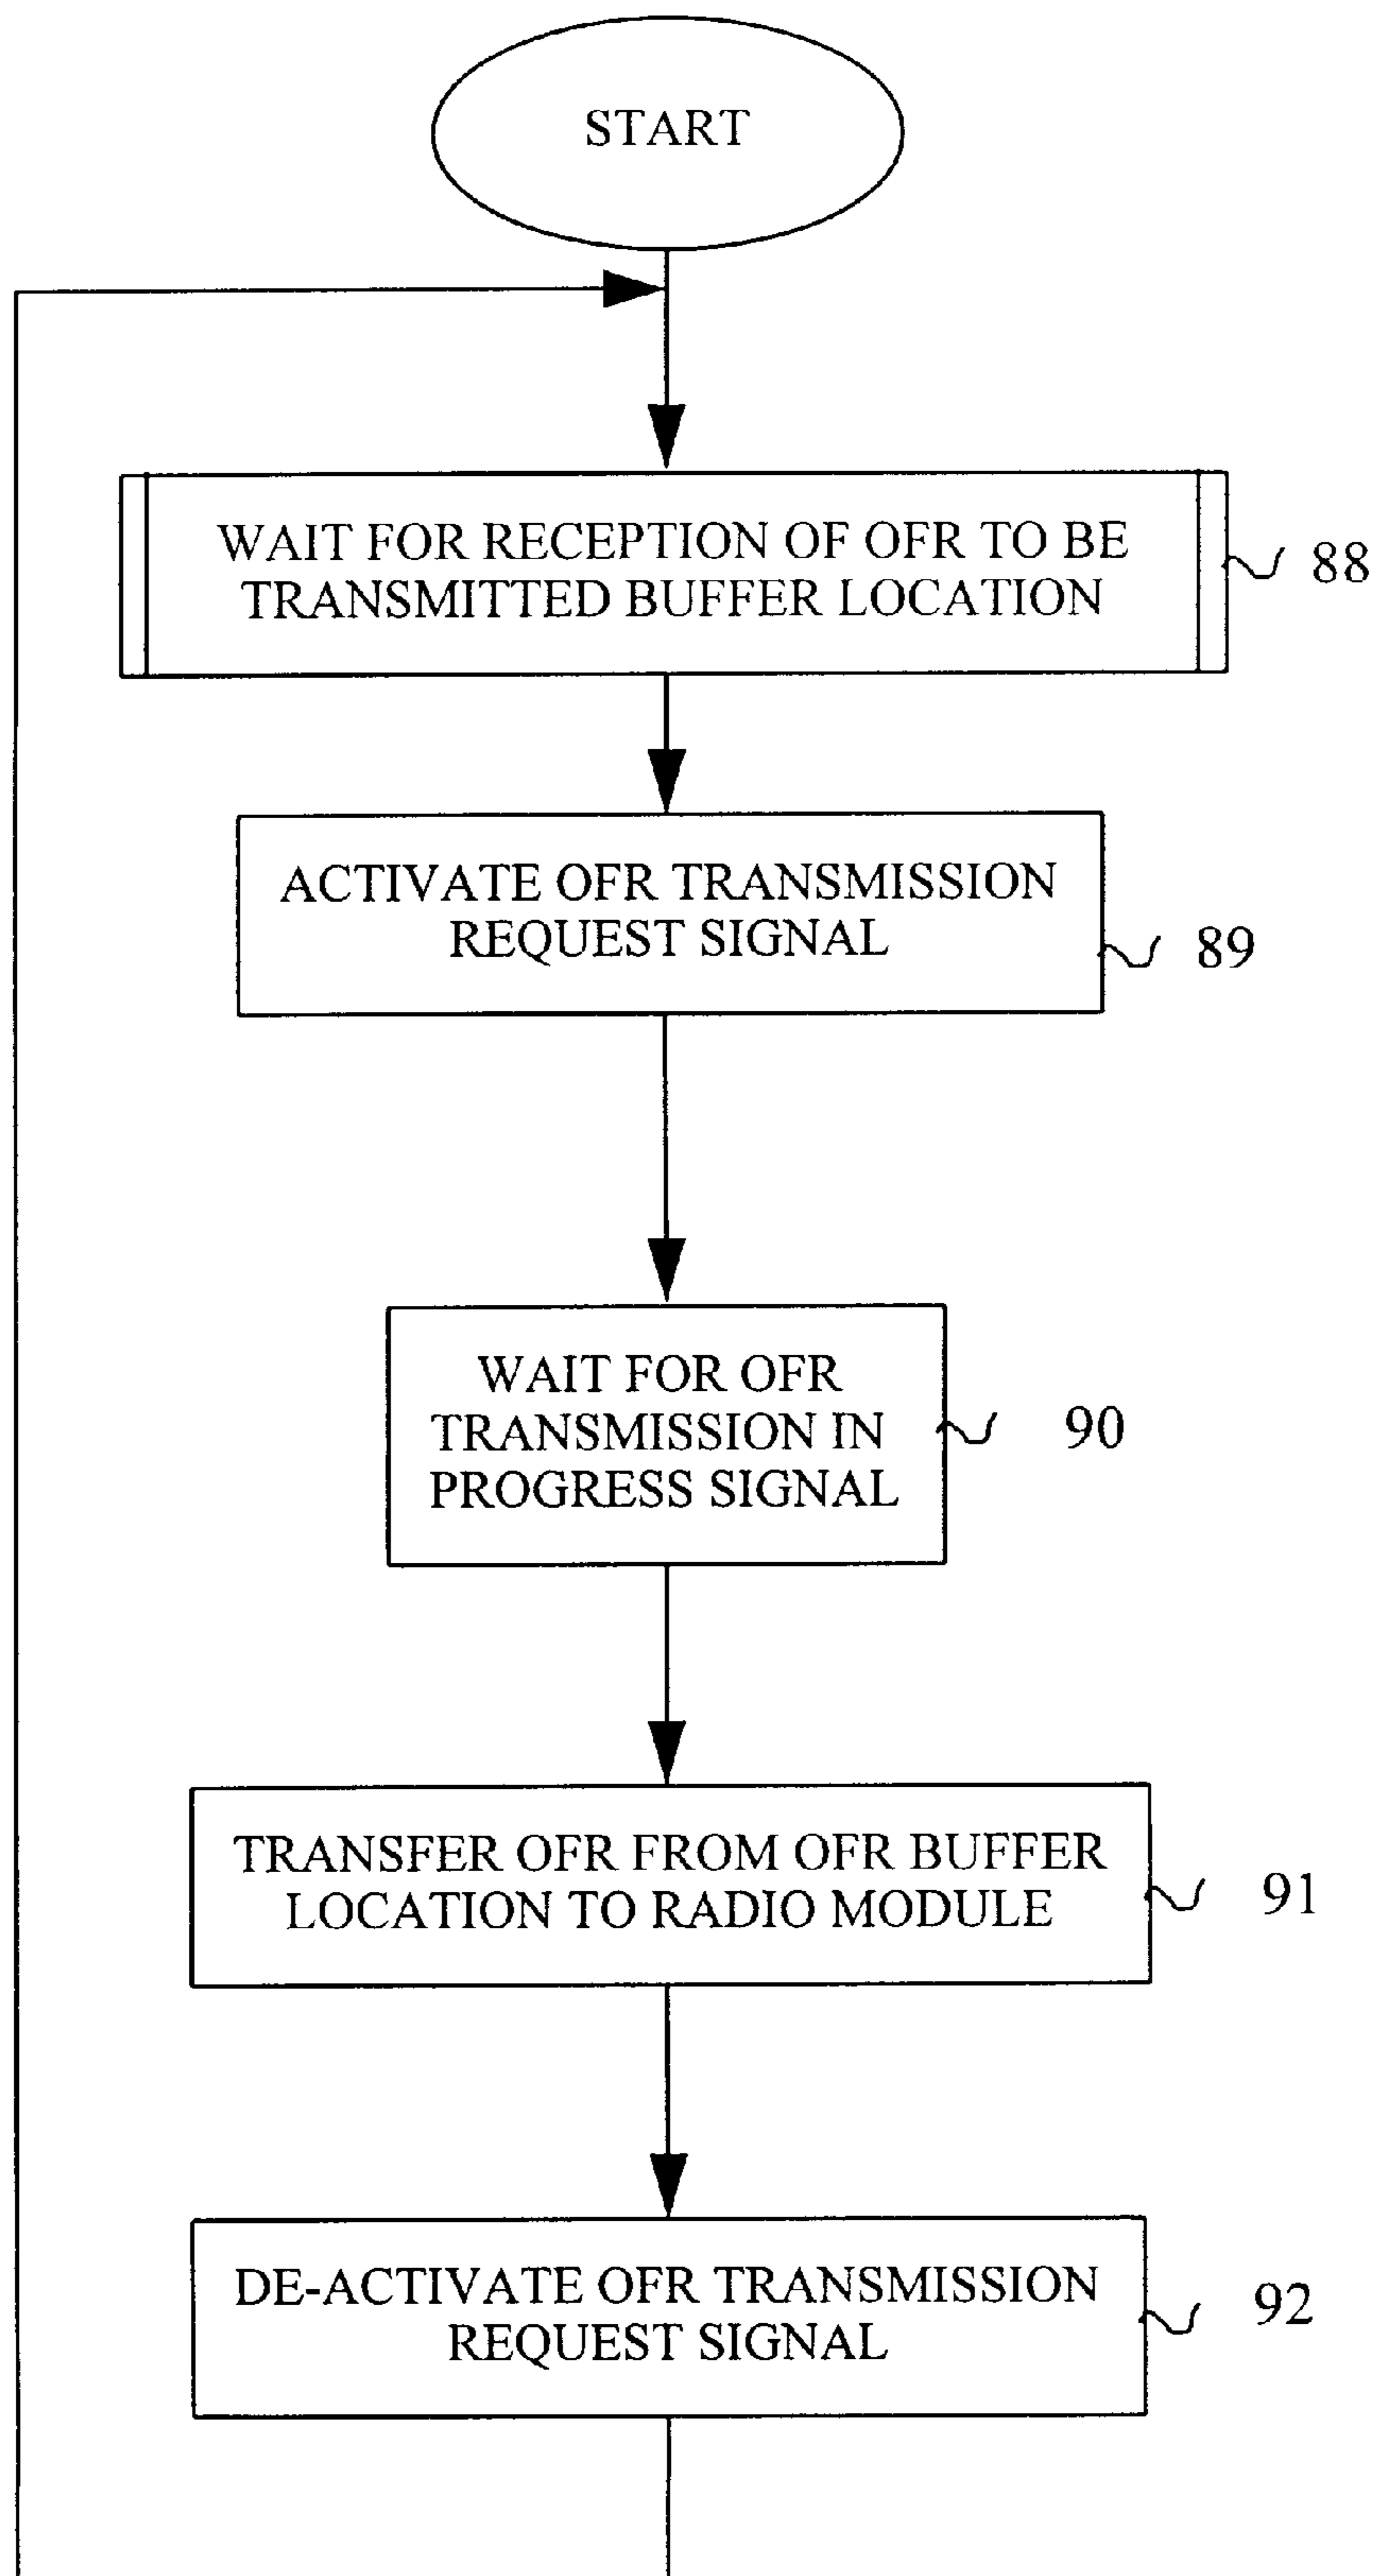 START
WAIT FOR RECEPTION OF OFR TO BE
TRANSMITTED BUFFER LOCATION
88
ACTIVATE OFR TRANSMISSION
REQUEST SIGNAL
89
WAIT FOR OFR
TRANSMISSION IN
PROGRESS SIGNAL
90
TRANSFER OFR FROM OFR BUFFER
LOCATION TO RADIO MODULE
91
DE-ACTIVATE OFR TRANSMISSION
REQUEST SIGNAL
92